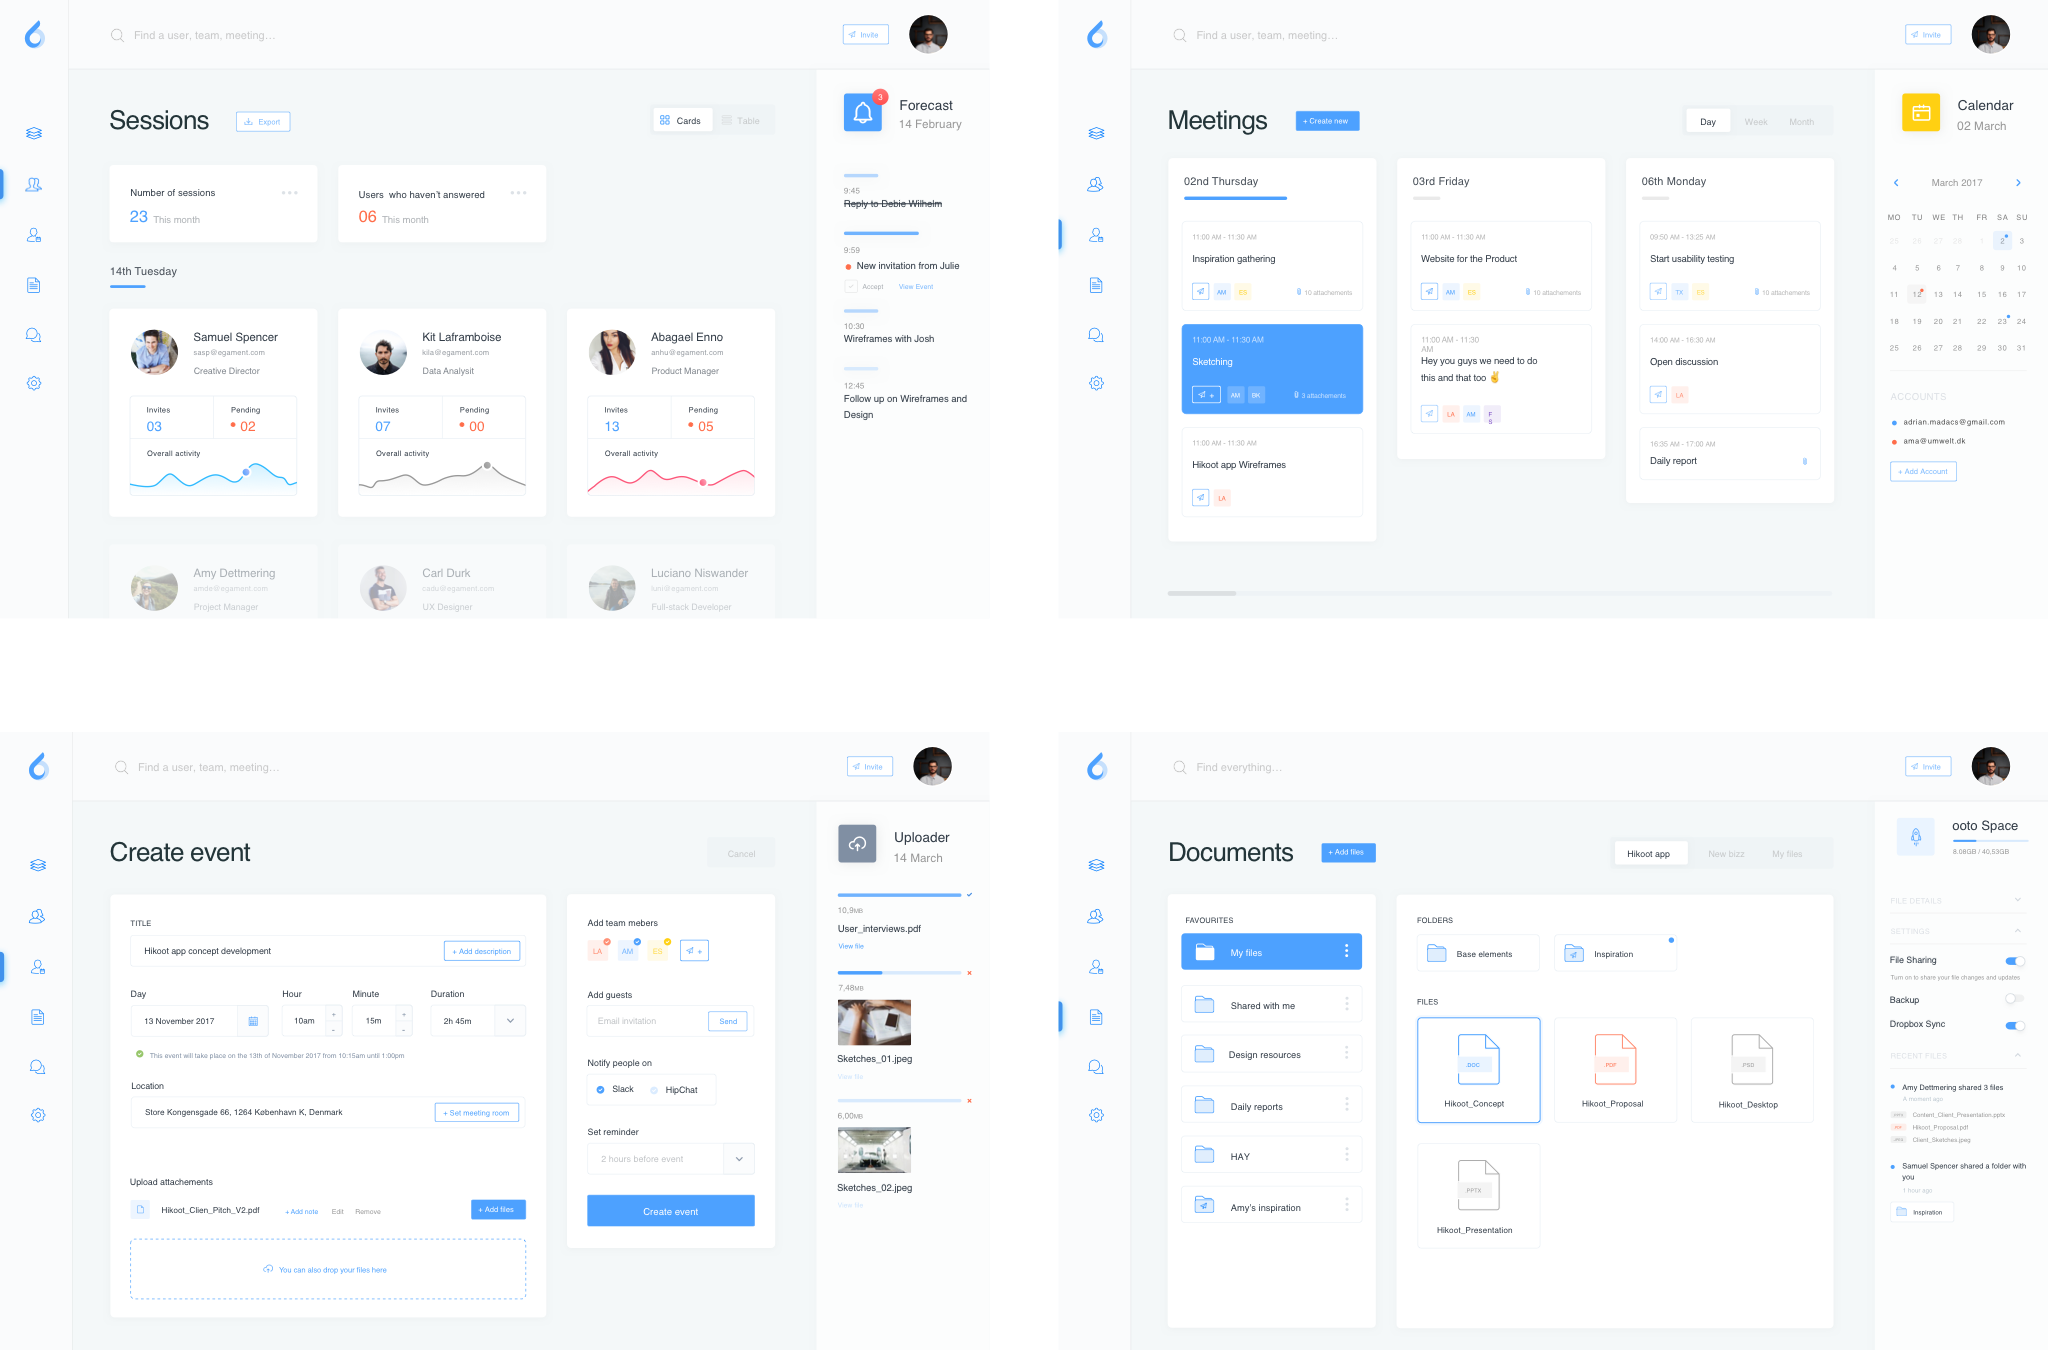 Find a user, team, meeting...
Invite
Sessions
Export
Cards
Table
Number of sessions
23 This month
Users who haven't answered
06 This month
14th Tuesday
Samuel Spencer
sasp@egament.com
Creative Director
Invites
03
Pending
02
Overall activity
Kit Laframboise
kila@egament.com
Data Analysit
Invites
07
Pending
00
Overall activity
Abagael Enno
anhu@egament.com
Product Manager
Invites
13
Pending
05
Overall activity
Amy Dettmering
amde@egament.com
Project Manager
Carl Durk
cadu@egament.com
UX Designer
Luciano Niswander
luni@egament.com
Full-stack Developer
3
Forecast
14 February
9:45
Reply to Debie Wilhelm
9:59
New invitation from Julie
Accept
View Event
10:30
Wireframes with Josh
12:45
Follow up on Wireframes and
Design
Find a user, team, meeting...
Invite
Meetings
+ Create new
Day
Week
Month
02nd Thursday
11:00 AM - 11:30 AM
Inspiration gathering
AM
ES
10 attachements
11:00 AM - 11:30 AM
Sketching
+
AM
BK
3 attachements
11:00 AM - 11:30 AM
Hikoot app Wireframes
LA
03rd Friday
11:00 AM - 11:30 AM
Website for the Product
AM
ES
10 attachements
11:00 AM - 11:30
AM
Hey you guys we need to do
this and that too ✌
LA
AM
F
S
06th Monday
09:50 AM - 13:25 AM
Start usability testing
TX
ES
10 attachements
14:00 AM - 16:30 AM
Open discussion
LA
16:35 AM - 17:00 AM
Daily report
Calendar
02 March
March 2017
MO TU WE TH FR SA SU
25 26 27 28 1 2 3
4 5 6 7 8 9 10
11 12 13 14 15 16 17
18 19 20 21 22 23 24
25 26 27 28 29 30 31
ACCOUNTS
adrian.madacs@gmail.com
ama@umwelt.dk
+ Add Account
Find a user, team, meeting...
Invite
Create event
Cancel
TITLE
Hikoot app concept development
+ Add description
Day
13 November 2017
Hour
10am
+
-
Minute
15m
+
-
Duration
2h 45m
This event will take place on the 13th of November 2017 from 10:15am until 1:00pm
Location
Store Kongensgade 66, 1264 København K, Denmark
+ Set meeting room
Upload attachements
Hikoot_Clien_Pitch_V2.pdf
+ Add note
Edit
Remove
+ Add files
You can also drop your files here
Add team mebers
LA
AM
ES
+
Add guests
Email invitation
Send
Notify people on
Slack
HipChat
Set reminder
2 hours before event
Create event
Uploader
14 March
10,9MB
User_interviews.pdf
View file
7,48MB
Sketches_01.jpeg
View file
6,00MB
Sketches_02.jpeg
View file
Find everything...
Invite
Documents
+ Add files
Hikoot app
New bizz
My files
FAVOURITES
My files
Shared with me
Design resources
Daily reports
HAY
Amy's inspiration
FOLDERS
Base elements
Inspiration
FILES
.DOC
Hikoot_Concept
.PDF
Hikoot_Proposal
.PSD
Hikoot_Desktop
.PPTX
Hikoot_Presentation
ooto Space
8.08GB / 40,53GB
FILE DETAILS
SETTINGS
File Sharing
Turn on to share your file changes and updates
Backup
Dropbox Sync
RECENT FILES
Amy Dettmering shared 3 files
A moment ago
Content_Client_Presentation.pptx
Hikoot_Proposal.pdf
Client_Sketches.jpeg
Samuel Spencer shared a folder with
you
1 hour ago
Inspiration